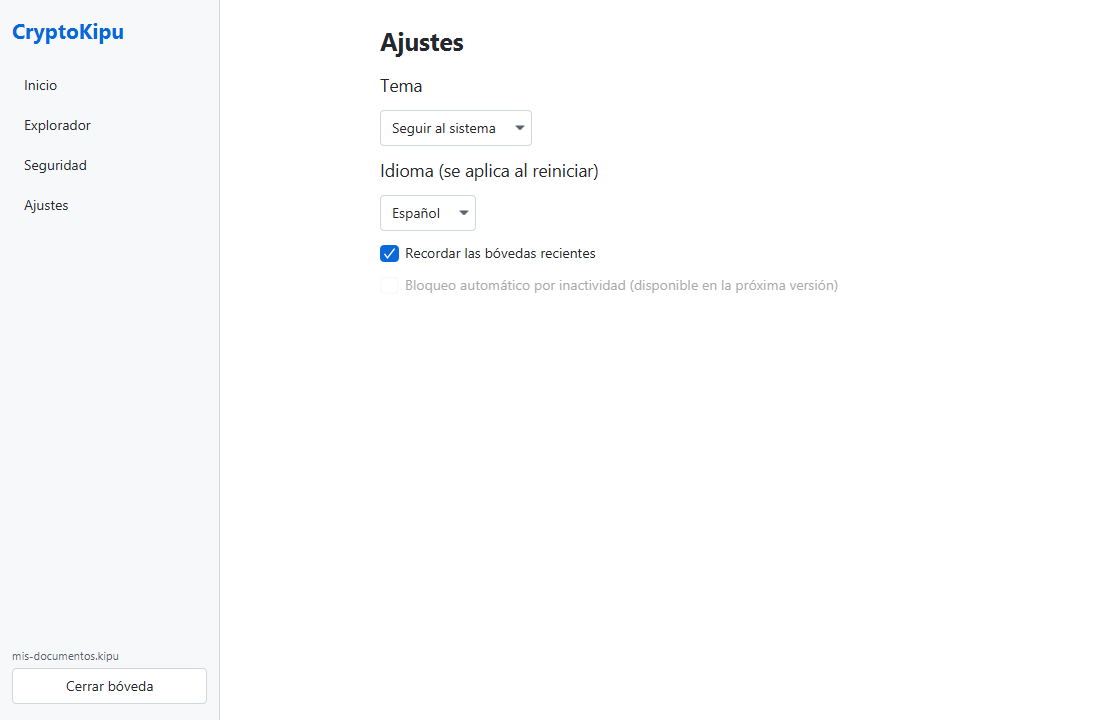 CryptoKipu
Inicio
Explorador
Seguridad
Ajustes
mis-documentos.kipu
Cerrar bóveda
Ajustes
Tema
Seguir al sistema
Idioma (se aplica al reiniciar)
Español
Recordar las bóvedas recientes
Bloqueo automático por inactividad (disponible en la próxima versión)